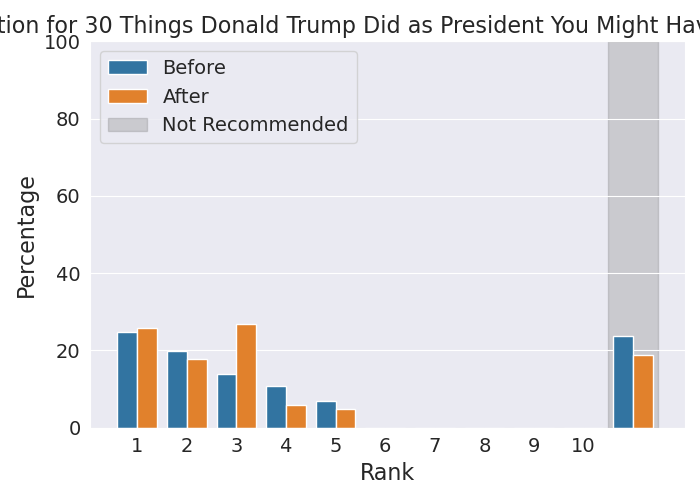 tion for 30 Things Donald Trump Did as President You Might Hav
100
80
60
40
20
0
Percentage
Before
After
Not Recommended
1 2 3 4 5 6 7 8 9 10
Rank